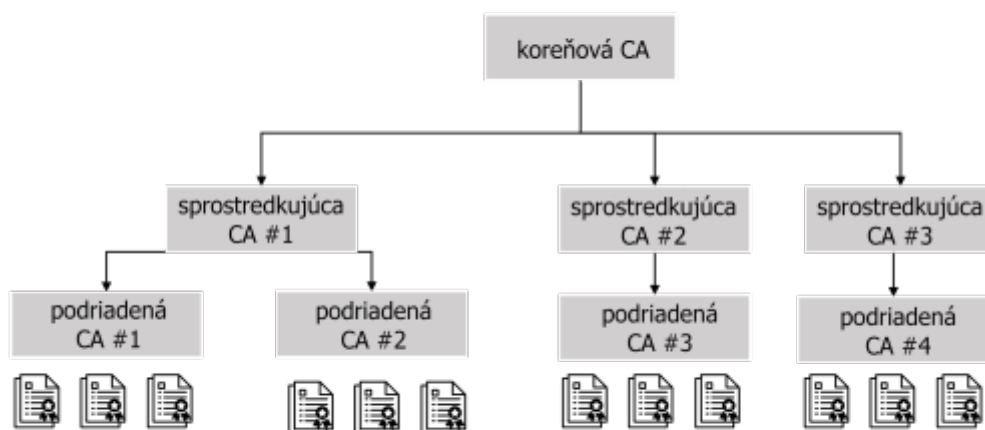 koreňová CA
sprostredkujúca
CA #1
sprostredkujúca
CA #2
sprostredkujúca
CA #3
podriadená
CA #1
podriadená
CA #2
podriadená
CA #3
podriadená
CA #4